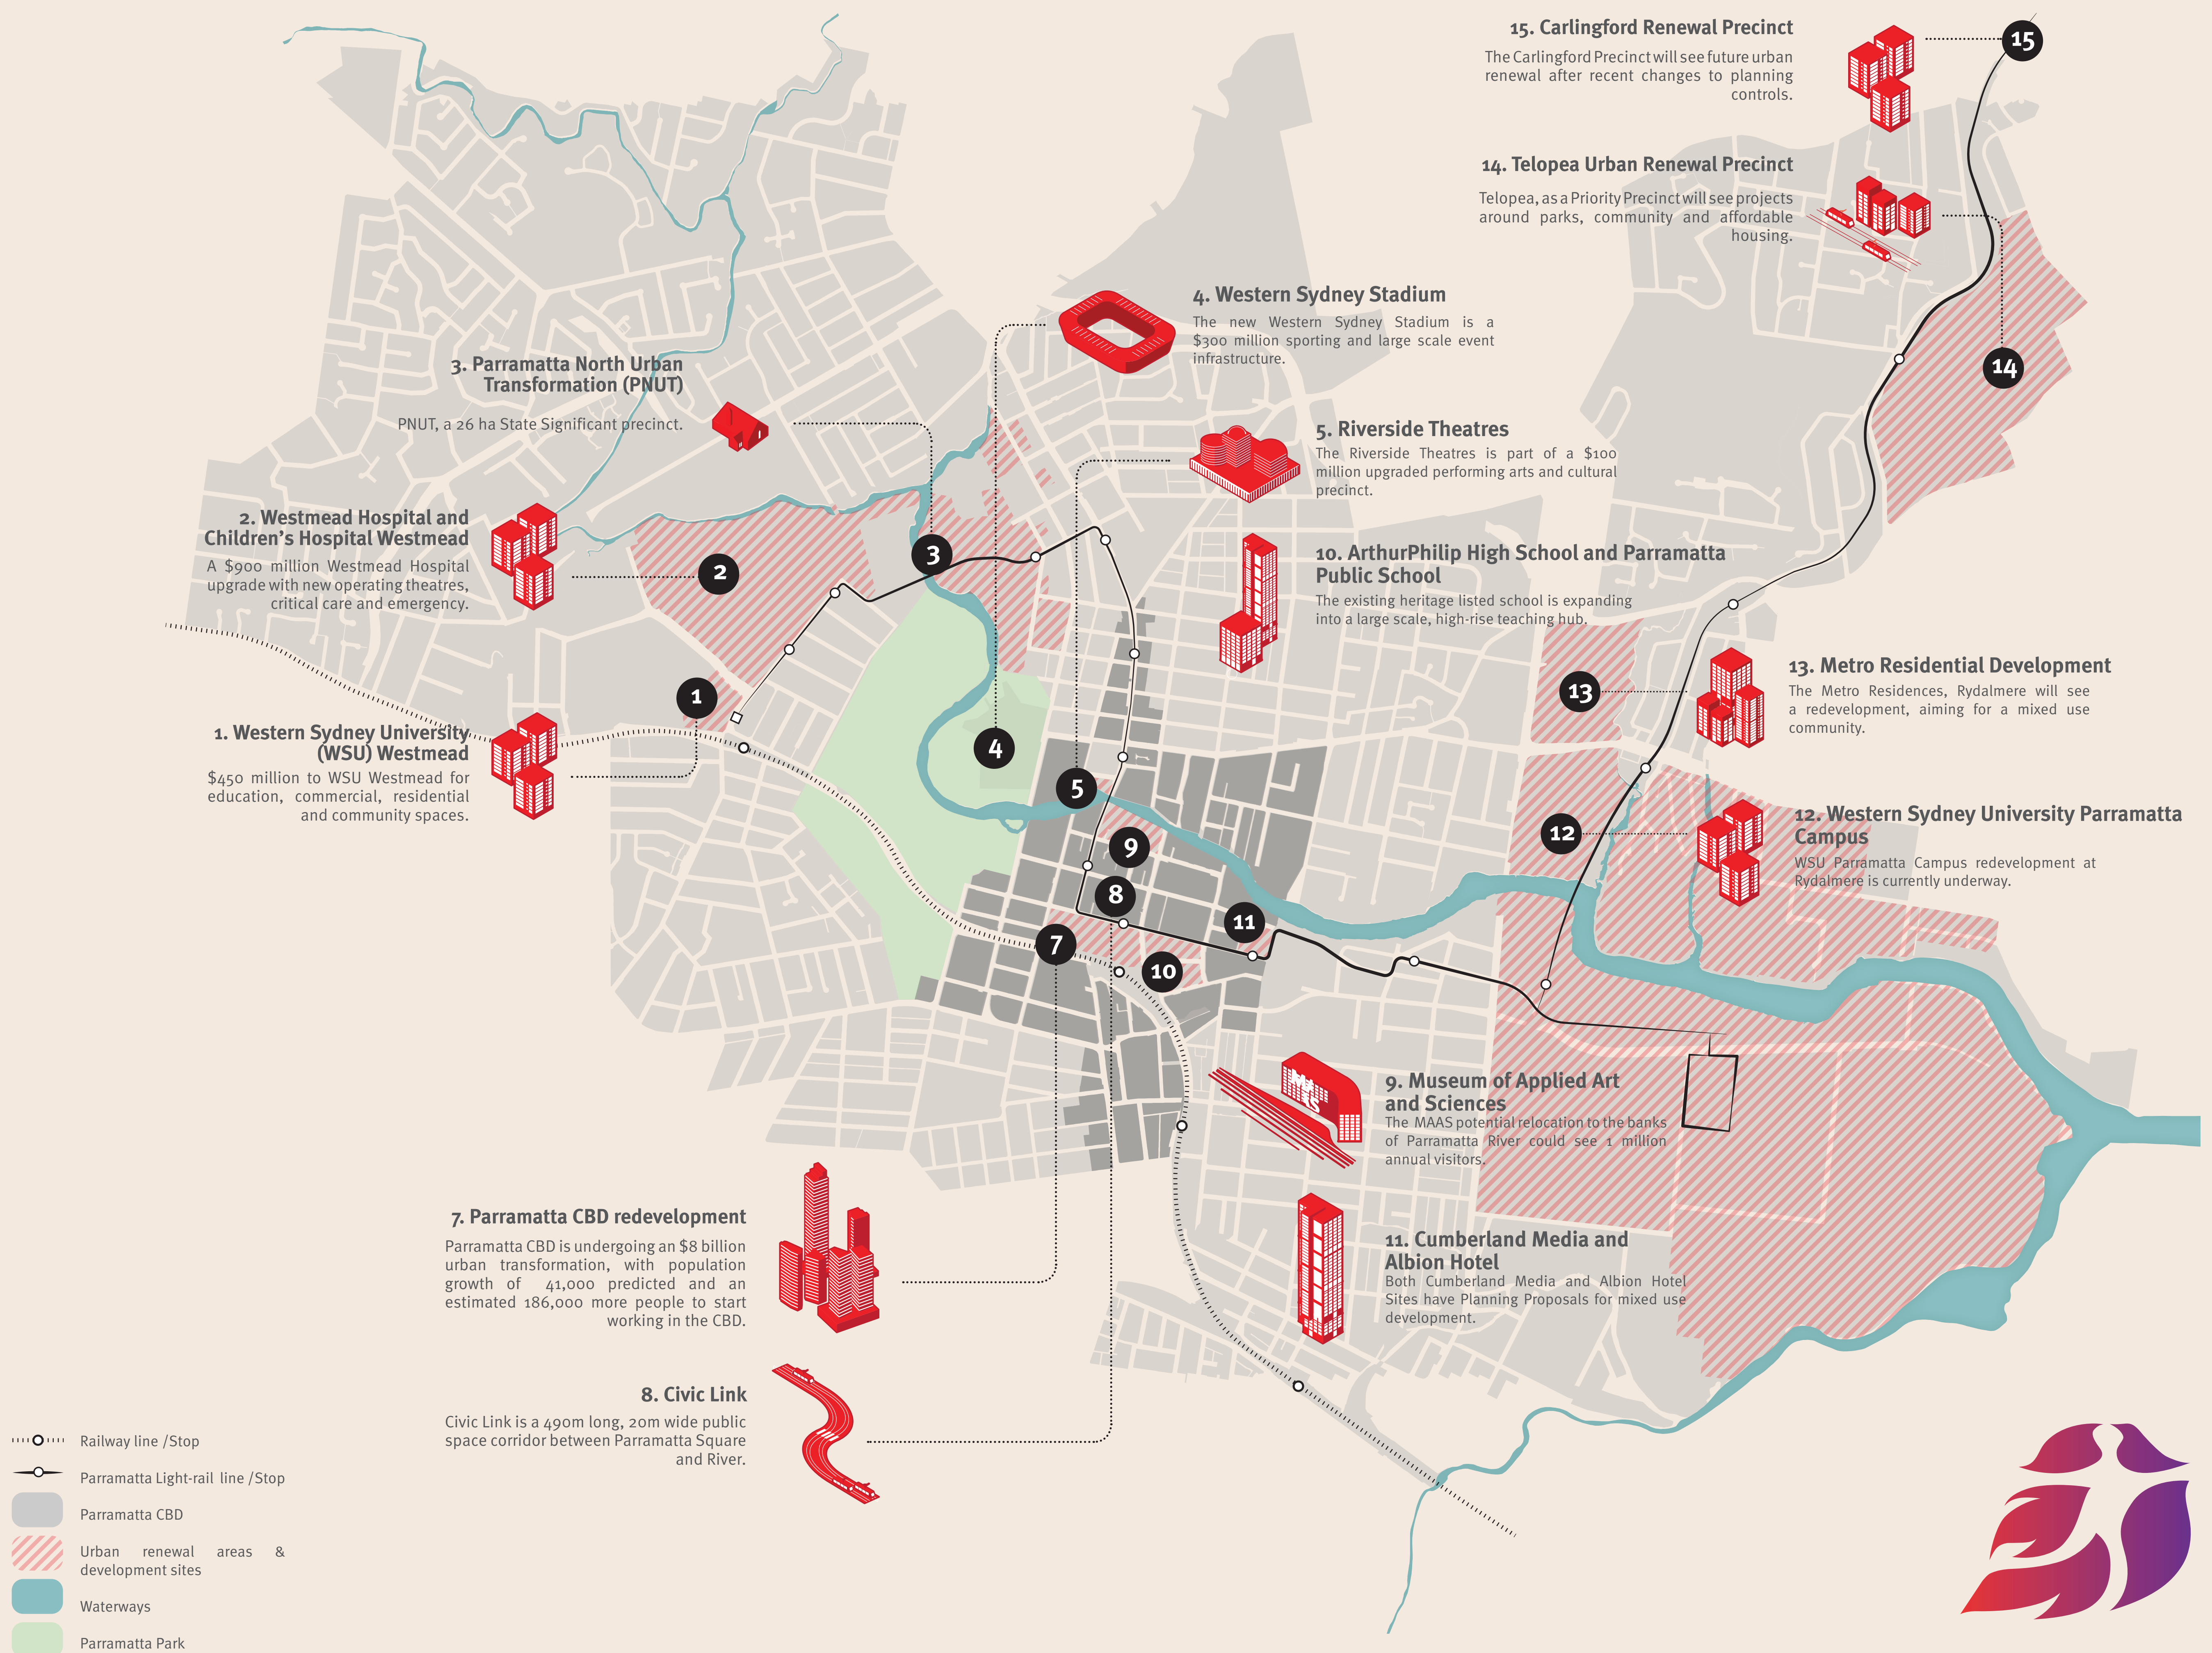 15. Carlingford Renewal Precinct
The Carlingford Precinct will see future urban
renewal after recent changes to planning
controls.
15
14. Telopea Urban Renewal Precinct
Telopea, as a Priority Precinct will see projects
around parks, community and affordable
housing.
14
4. Western Sydney Stadium
The new Western Sydney Stadium is a
$300 million sporting and large scale event
infrastructure.
3. Parramatta North Urban
Transformation (PNUT)
PNUT, a 26 ha State Significant precinct.
5. Riverside Theatres
The Riverside Theatres is part of a $100
million upgraded performing arts and cultural
precinct.
2. Westmead Hospital and
Children's Hospital Westmead
A $900 million Westmead Hospital
upgrade with new operating theatres,
critical care and emergency.
2
3
10. ArthurPhilip High School and Parramatta
Public School
The existing heritage listed school is expanding
into a large scale, high-rise teaching hub.
1
1. Western Sydney University
(WSU) Westmead
$450 million to WSU Westmead for
education, commercial, residential
and community spaces.
4
5
13
13. Metro Residential Development
The Metro Residences, Rydalmere will see
a redevelopment, aiming for a mixed use
community.
12
12. Western Sydney University Parramatta
Campus
WSU Parramatta Campus redevelopment at
Rydalmere is currently underway.
9
8
11
7
10
MAAS
9. Museum of Applied Art
and Sciences
The MAAS potential relocation to the banks
of Parramatta River could see 1 million
annual visitors.
7. Parramatta CBD redevelopment
Parramatta CBD is undergoing an $8 billion
urban transformation, with population
growth of 41,000 predicted and an
estimated 186,000 more people to start
working in the CBD.
11. Cumberland Media and
Albion Hotel
Both Cumberland Media and Albion Hotel
Sites have Planning Proposals for mixed use
development.
8. Civic Link
Civic Link is a 490m long, 20m wide public
space corridor between Parramatta Square
and River.
Railway line /Stop
Parramatta Light-rail line /Stop
Parramatta CBD
Urban renewal areas &
development sites
Waterways
Parramatta Park